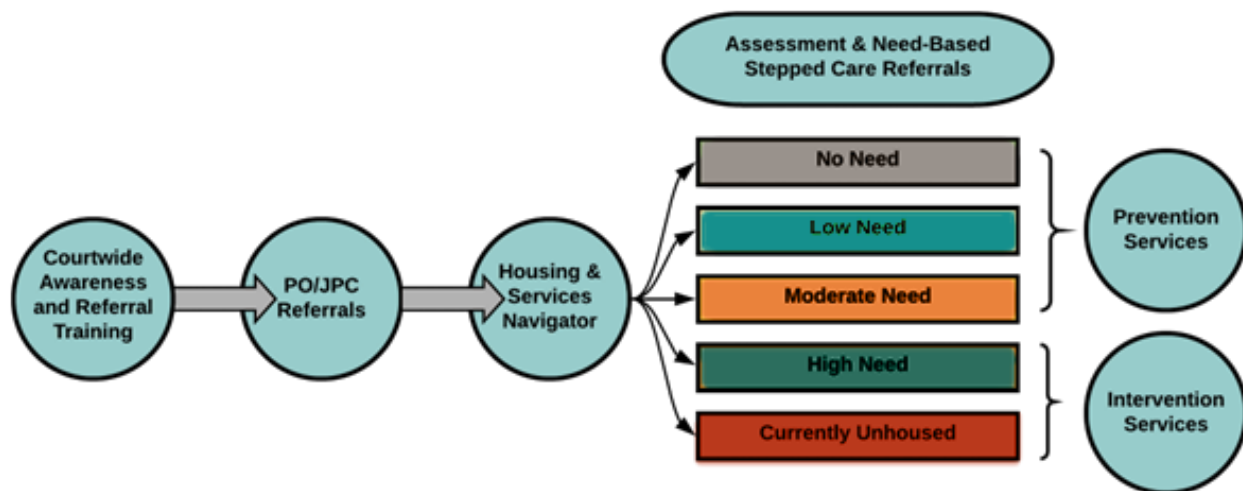 Assessment & Need-Based
Stepped Care Referrals
Courtwide
Awareness
and Referral
Training
PO/JPC
Referrals
Housing &
Services
Navigator
No Need
Low Need
Moderate Need
High Need
Currently Unhoused
Prevention
Services
Intervention
Services